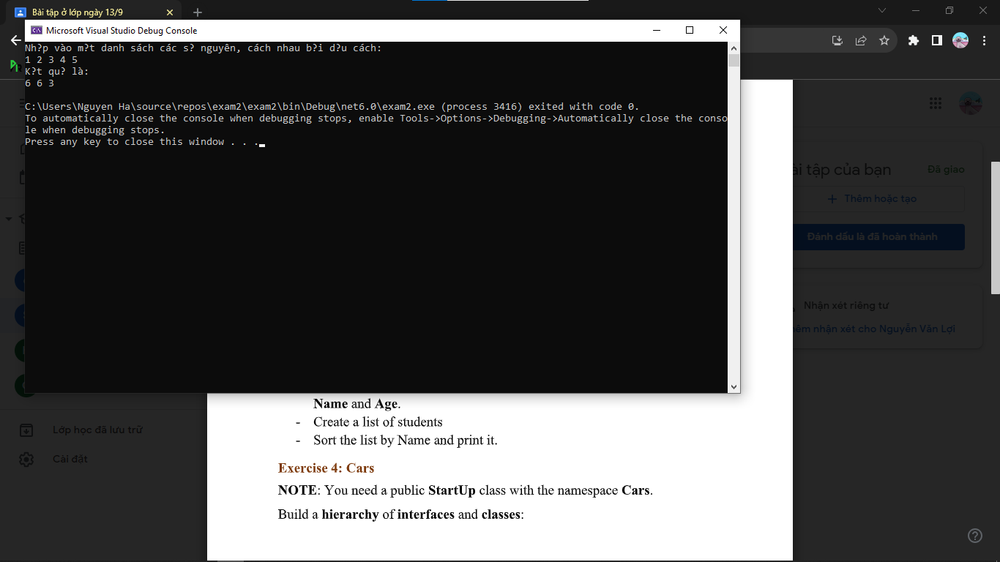 Bài tập ở lớp ngày 13/9
Microsoft Visual Studio Debug Console
Nh?p vào m?t danh sách các s? nguyên, cách nhau b?i d?u cách:
1 2 3 4 5
K?t qu? là:
6 6 3
C:\Users\Nguyen Ha\source\repos\exam2\exam2\bin\Debug\net6.0\exam2.exe (process 3416) exited with code 0.
To automatically close the console when debugging stops, enable Tools->Options->Debugging->Automatically close the conso
le when debugging stops.
Press any key to close this window . . .
ài tập của bạn
Đã giao
+ Thêm hoặc tạo
Đánh dấu là đã hoàn thành
Nhận xét riêng tư
êm nhận xét cho Nguyễn Văn Lợi
Name and Age.
- Create a list of students
- Sort the list by Name and print it.
Exercise 4: Cars
NOTE: You need a public StartUp class with the namespace Cars.
Build a hierarchy of interfaces and classes:
Lớp học đã lưu trữ
Cài đặt